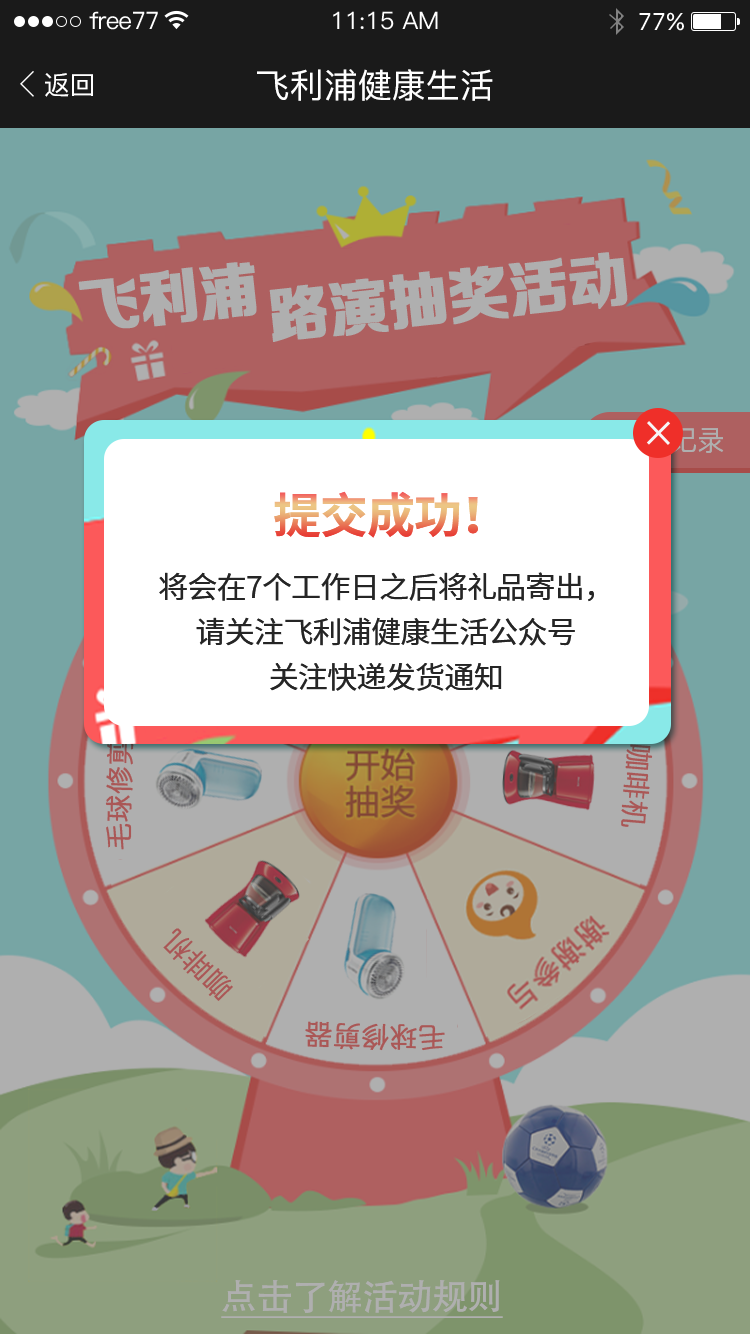 free77
11:15 AM
77%
返回
飞利浦健康生活
飞利浦
路演抽奖活动
记录
提交成功!
将会在7个工作日之后将礼品寄出，
请关注飞利浦健康生活公众号
关注快递发货通知
开始
抽奖
毛球修剪
咖啡机
咖啡机
谢谢参与
毛球修剪器
点击了解活动规则